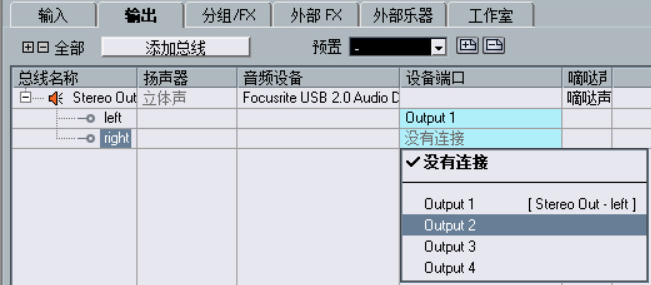 输入 输出 分组/FX 外部 FX 外部乐器 工作室
全部 添加总线 预置 -
总线名称 扬声器 音频设备 设备端口 嘀哒声
Stereo Out 立体声 Focusrite USB 2.0 Audio D 嘀哒声
left Output 1
right 没有连接
✓没有连接
Output 1 [ Stereo Out - left ]
Output 2
Output 3
Output 4